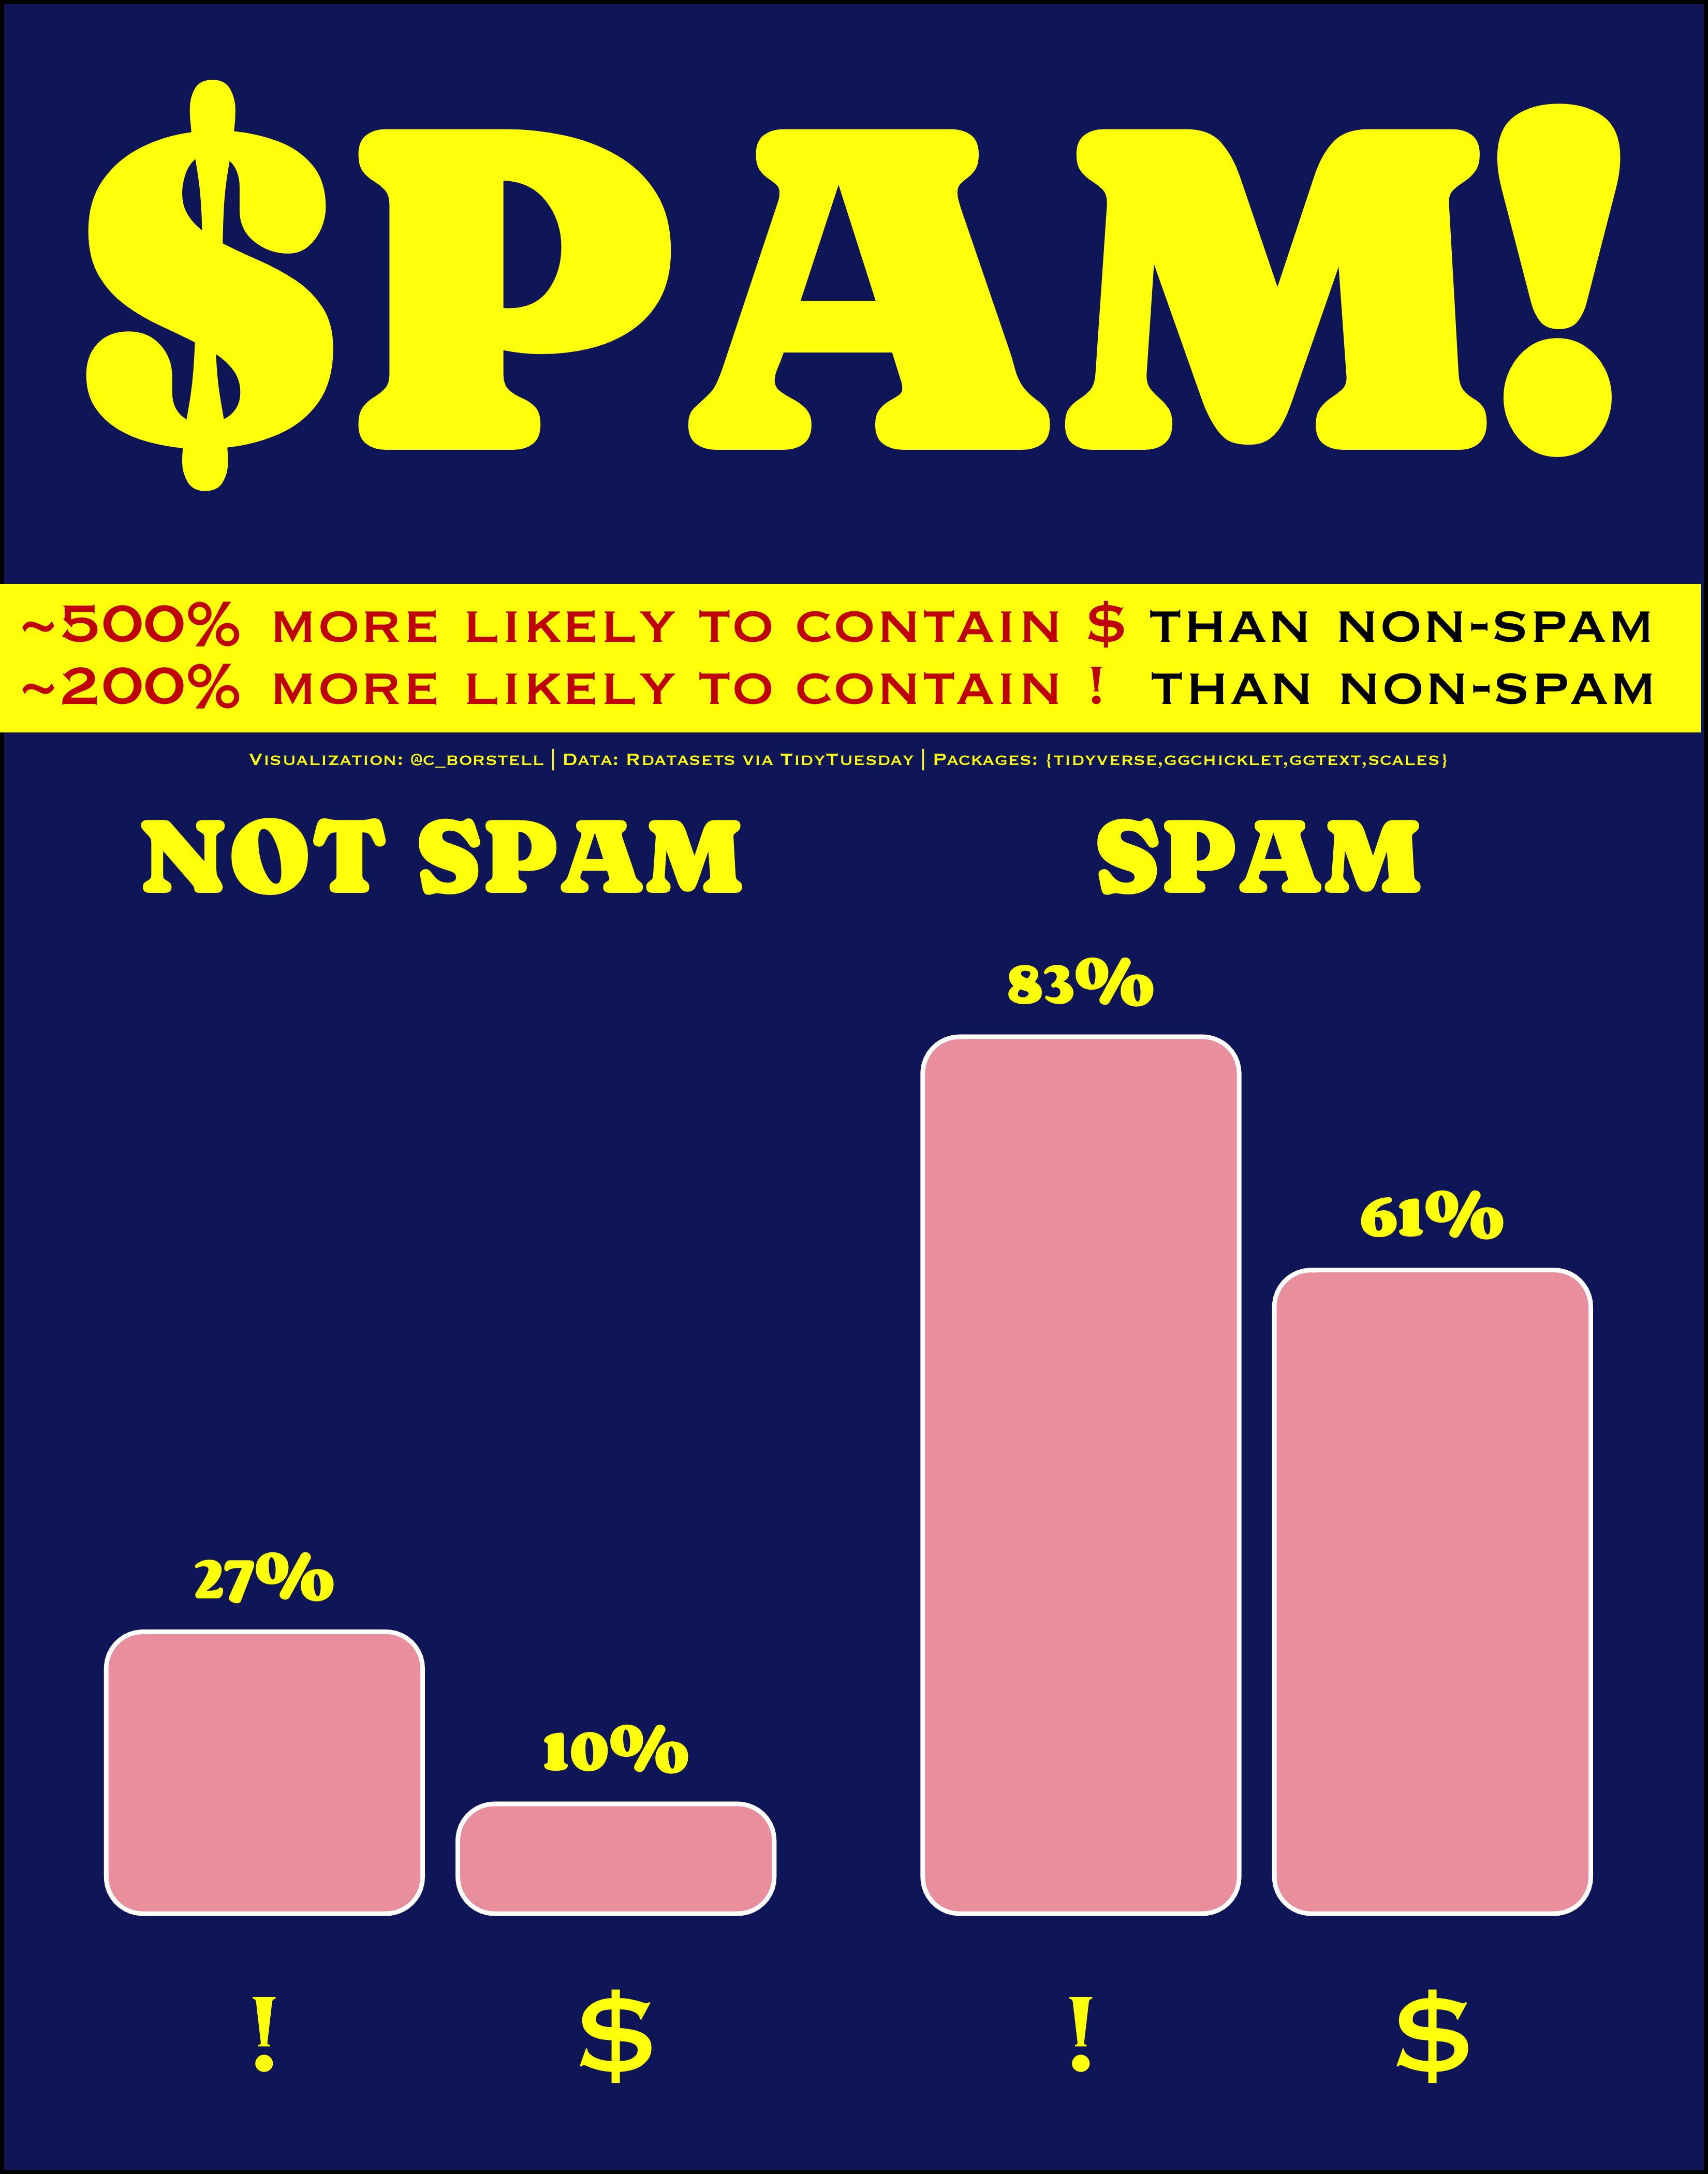 $PAM!
~500% MORE LIKELY TO CONTAIN $ THAN NON-SPAM
~200% MORE LIKELY TO CONTAIN ! THAN NON-SPAM
Visualization: @c_borstell | Data: Rdatasets via TidyTuesday | Packages: {tidyverse,ggchicklet,ggtext,scales}
NOT SPAM
SPAM
83%
61%
27%
10%
! $ ! $